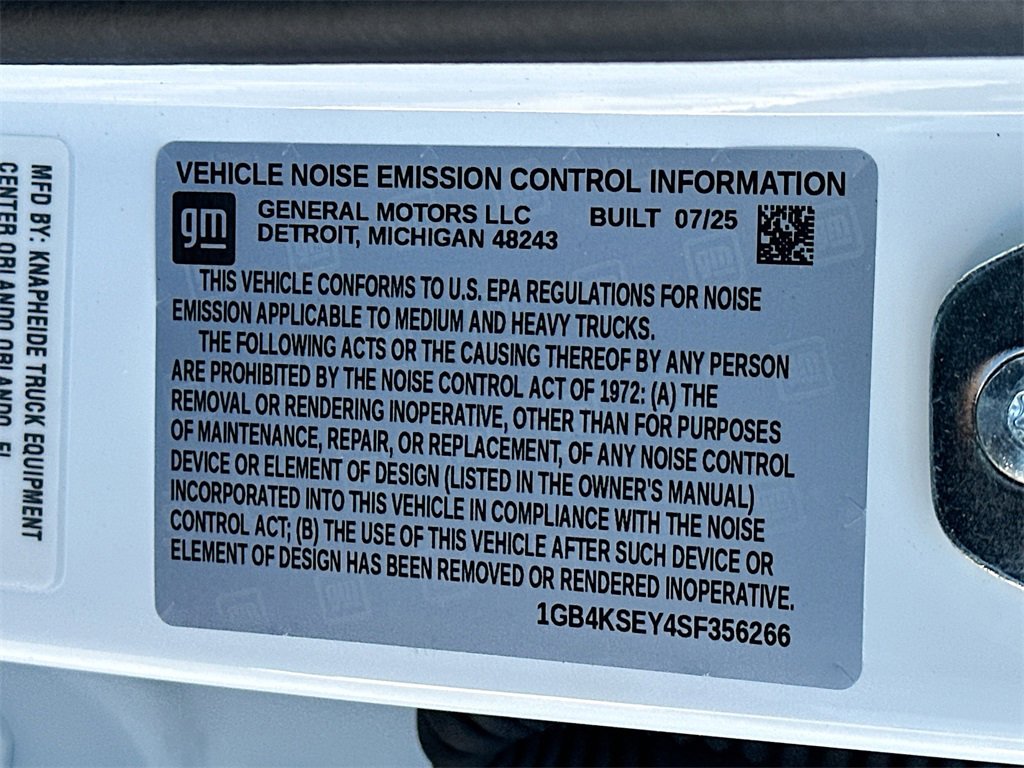 VEHICLE NOISE EMISSION CONTROL INFORMATION
gm
GENERAL MOTORS LLC BUILT 07/25
DETROIT, MICHIGAN 48243
THIS VEHICLE CONFORMS TO U.S. EPA REGULATIONS FOR NOISE
EMISSION APPLICABLE TO MEDIUM AND HEAVY TRUCKS.
THE FOLLOWING ACTS OR THE CAUSING THEREOF BY ANY PERSON
ARE PROHIBITED BY THE NOISE CONTROL ACT OF 1972: (A) THE
REMOVAL OR RENDERING INOPERATIVE, OTHER THAN FOR PURPOSES
OF MAINTENANCE, REPAIR, OR REPLACEMENT, OF ANY NOISE CONTROL
DEVICE OR ELEMENT OF DESIGN (LISTED IN THE OWNER'S MANUAL)
INCORPORATED INTO THIS VEHICLE IN COMPLIANCE WITH THE NOISE
CONTROL ACT; (B) THE USE OF THIS VEHICLE AFTER SUCH DEVICE OR
ELEMENT OF DESIGN HAS BEEN REMOVED OR RENDERED INOPERATIVE.
1GB4KSEY4SF356266
MFD BY: KNAPHEIDE TRUCK EQUIPMENT
CENTER ORLANDO ORLANDO, FL